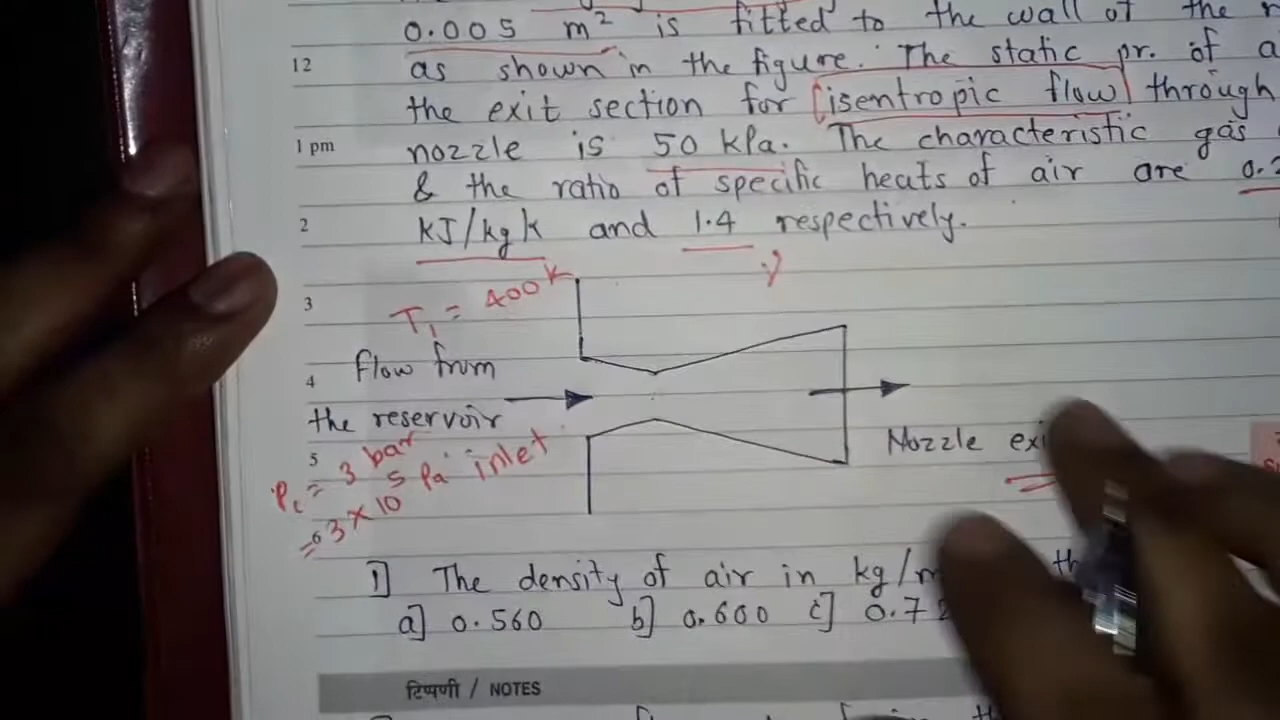 0.005 m² is fitted to the wall of the
12
as shown in the figure. The static pr. of
the exit section for (isentropic flow) through
1 pm
nozzle is 50 kPa. The characteristic gas
& the ratio of specific heats of air are 0.2
2
kJ/kg k and 1.4 respectively.
γ
3
T₁ = 400 K
Flow from
4
the reservoir
5
P₁ = 3 bar
= 3 × 10⁵ Pa inlet
6
Nozzle exi
1] The density of air in kg/m
a] 0.560 b] 0.600 c] 0.7
टिप्पणी / NOTES